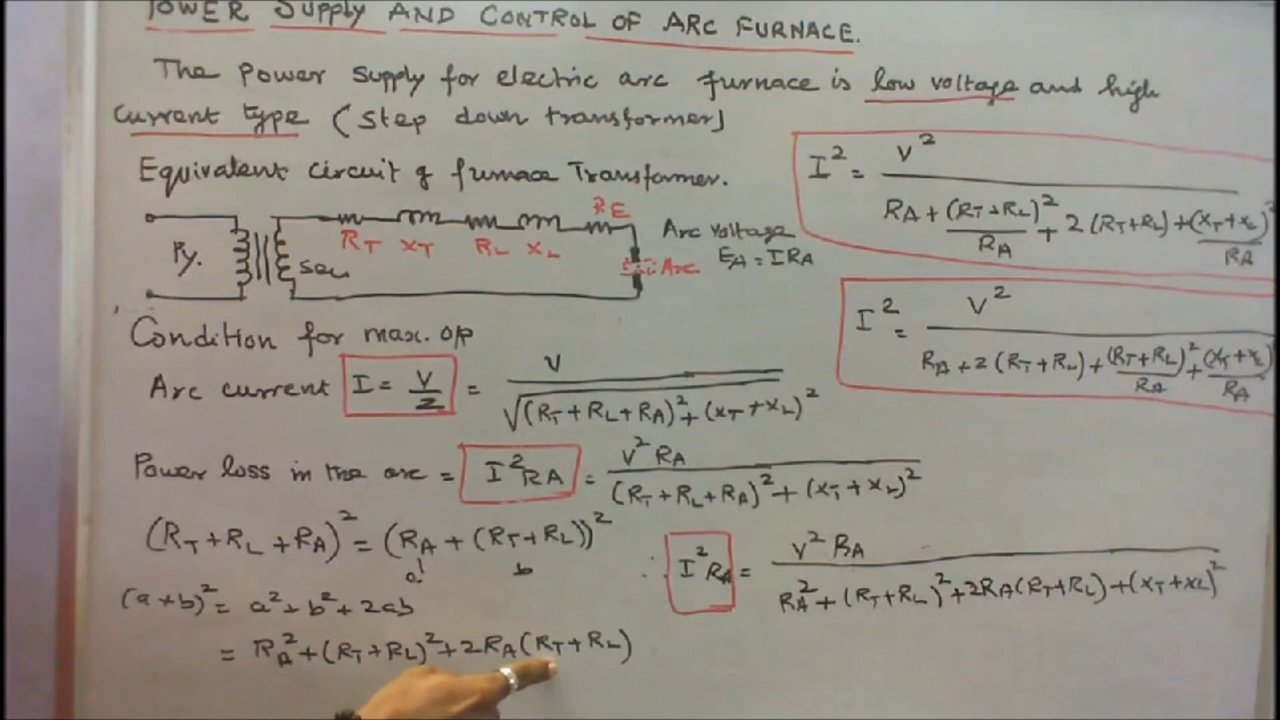 POWER SUPPLY AND CONTROL OF ARC FURNACE.
The power supply for electric arc furnace is low voltage and high
current type (step down transformer)
Equivalent circuit of furnace Transformer.
Py.
Sec
RT XT RL XL RE
Arc
Arc voltage
EA = IRA
Condition for max. o/p
Arc current I = V/Z = V / √((RT+RL+RA)²+(XT+XL)²
Power loss in the arc = I²RA = V²RA / (RT+RL+RA)²+(XT+XL)²
(RT+RL+RA)² = (RA+(RT+RL))²
a b
(a+b)² = a²+b²+2ab
= RA²+(RT+RL)²+2RA(RT+RL)
I² = V² / RA+(RT+RL)²/RA+2(RT+RL)+(XT+XL)²/RA
I² = V² / RA+2(RT+RL)+(RT+RL)²/RA+(XT+XL)²/RA
∴ I²RA = V²RA / RA²+(RT+RL)²+2RA(RT+RL)+(XT+XL)²